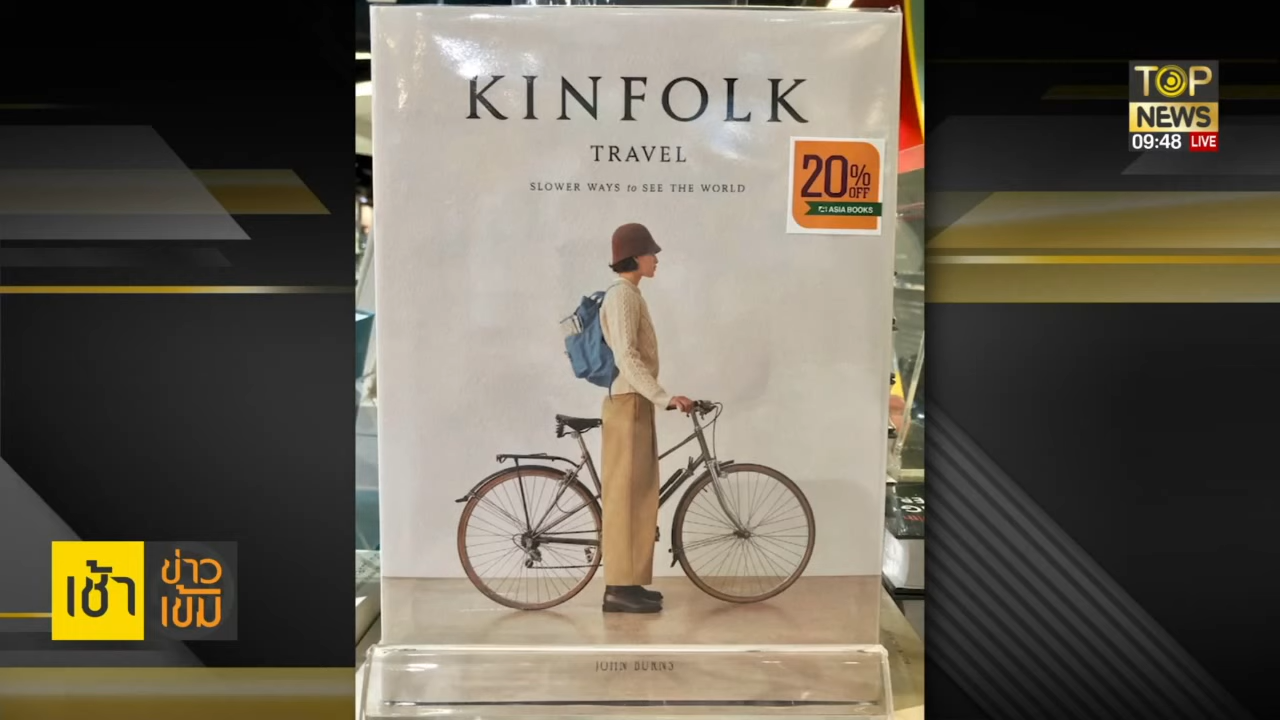 KINFOLK
TRAVEL
SLOWER WAYS to SEE THE WORLD
20% OFF
ASIA BOOKS
JOHN BURNS
TOP
NEWS
09:48 LIVE
เช้า
ข่าว
เข้ม